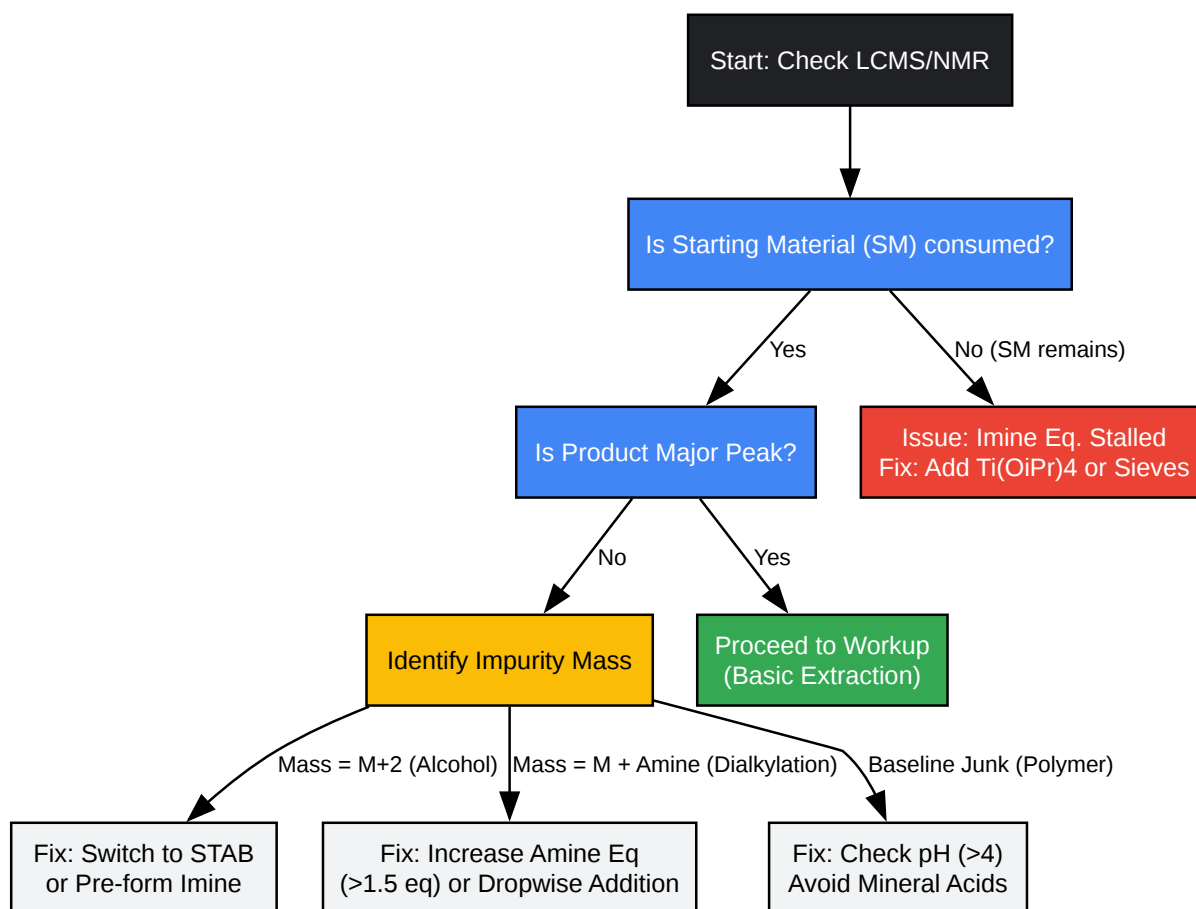 Start: Check LCMS/NMR
Is Starting Material (SM) consumed?
Yes
No (SM remains)
Is Product Major Peak?
Issue: Imine Eq. Stalled
Fix: Add Ti(OiPr)4 or Sieves
No
Yes
Identify Impurity Mass
Proceed to Workup
(Basic Extraction)
Mass = M+2 (Alcohol)
Mass = M + Amine (Dialkylation)
Baseline Junk (Polymer)
Fix: Switch to STAB
or Pre-form Imine
Fix: Increase Amine Eq
(>1.5 eq) or Dropwise Addition
Fix: Check pH (>4)
Avoid Mineral Acids